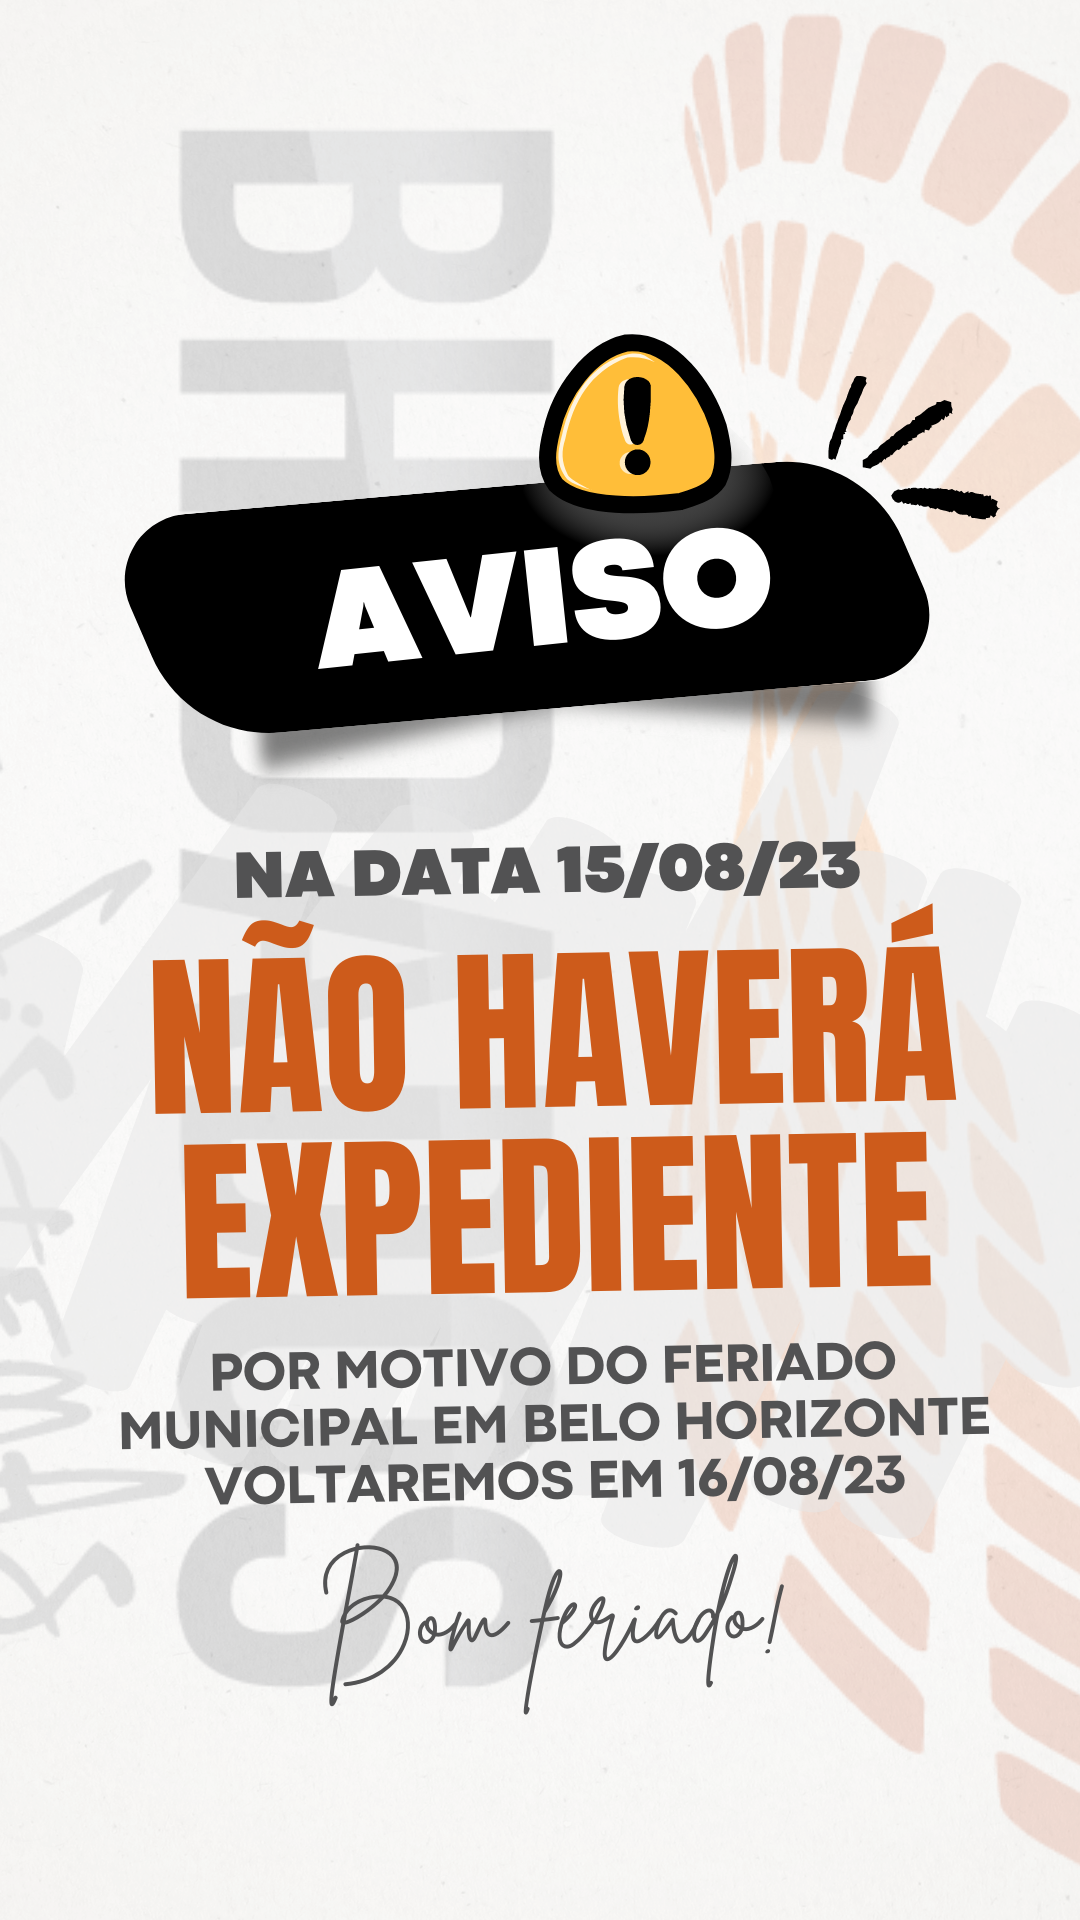 AVISO
NA DATA 15/08/23
NÃO HAVERÁ
EXPEDIENTE
POR MOTIVO DO FERIADO
MUNICIPAL EM BELO HORIZONTE
VOLTAREMOS EM 16/08/23
Bom feriado!